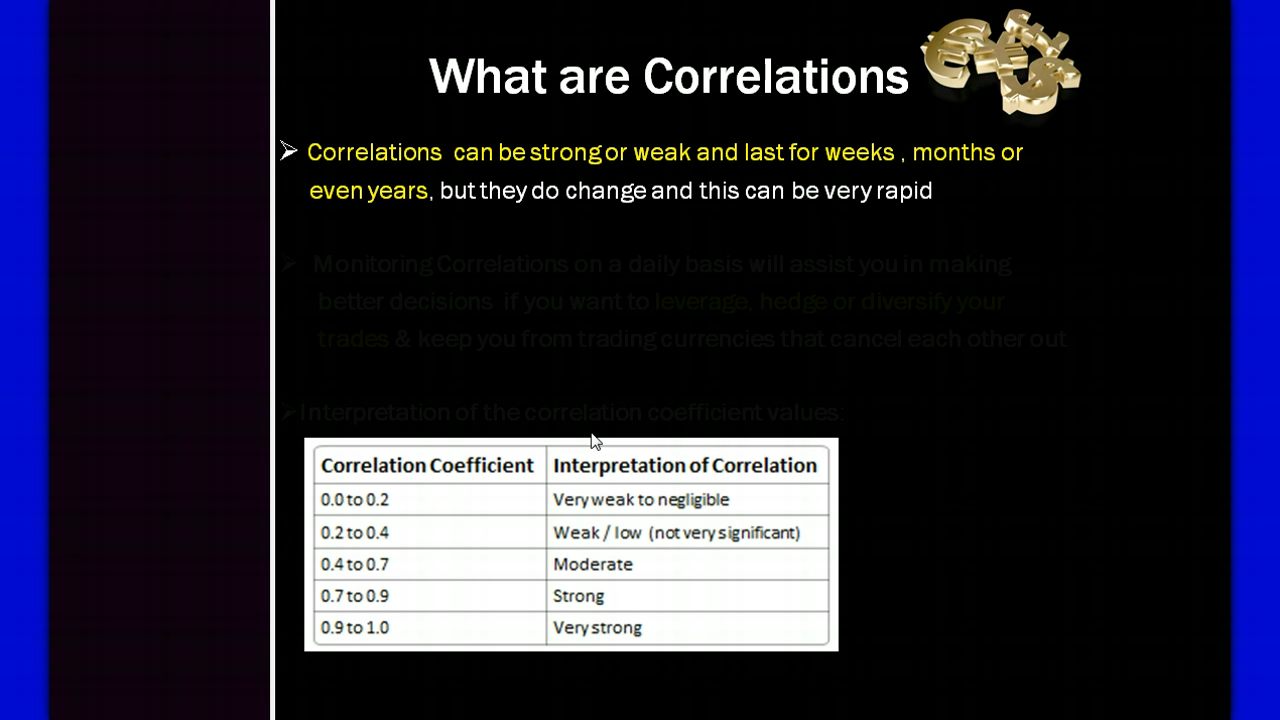 What are Correlations
➢ Correlations can be strong or weak and last for weeks , months or
even years, but they do change and this can be very rapid
➢ Monitoring Correlations on a daily basis will assist you in making
better decisions if you want to leverage, hedge or diversify your
trades & keep you from trading currencies that cancel each other out
➢Interpretation of the correlation coefficient values:
Correlation Coefficient Interpretation of Correlation
0.0 to 0.2 Very weak to negligible
0.2 to 0.4 Weak / low (not very significant)
0.4 to 0.7 Moderate
0.7 to 0.9 Strong
0.9 to 1.0 Very strong